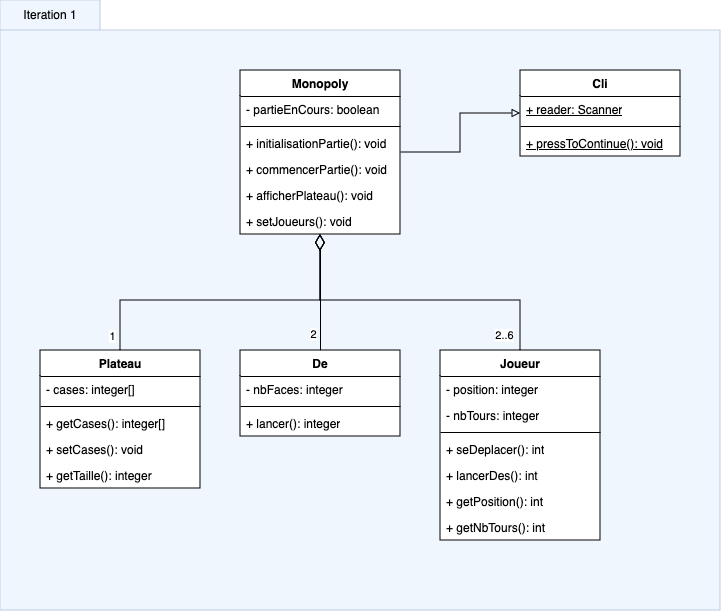 Iteration 1
Monopoly
- partieEnCours: boolean
+ initialisationPartie(): void
+ commencerPartie(): void
+ afficherPlateau(): void
+ setJoueurs(): void
Cli
+ reader: Scanner
+ pressToContinue(): void
1
2
2..6
Plateau
- cases: integer[]
+ getCases(): integer[]
+ setCases(): void
+ getTaille(): integer
De
- nbFaces: integer
+ lancer(): integer
Joueur
- position: integer
- nbTours: integer
+ seDeplacer(): int
+ lancerDes(): int
+ getPosition(): int
+ getNbTours(): int